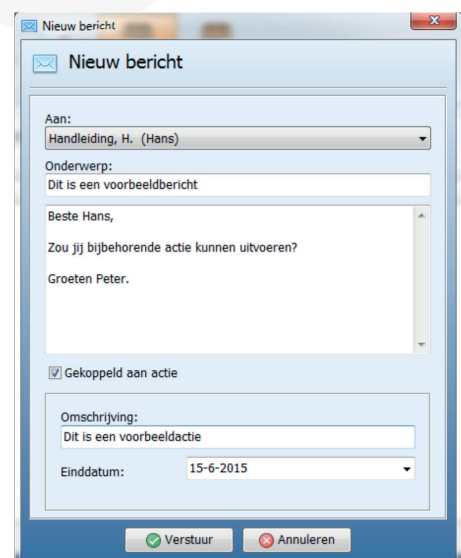 Nieuw bericht
Nieuw bericht
Aan:
Handleiding, H. (Hans)
Onderwerp:
Dit is een voorbeeldbericht
Beste Hans,
Zou jij bijbehorende actie kunnen uitvoeren?
Groeten Peter.
Gekoppeld aan actie
Omschrijving:
Dit is een voorbeeldactie
Einddatum: 15-6-2015
Verstuur Annuleren